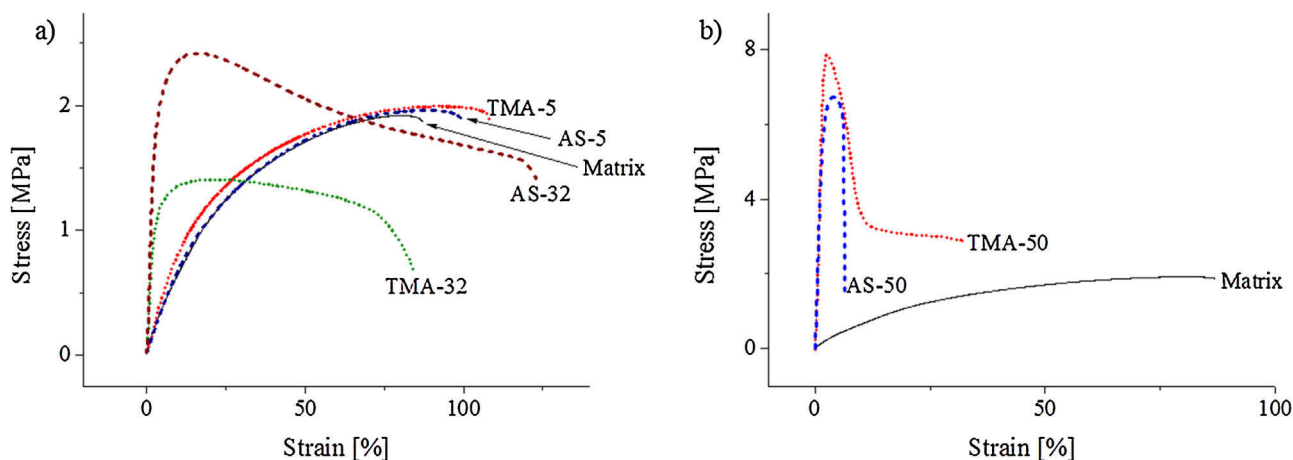 a)
Stress [MPa]
2
1
0
0
50
100
Strain [%]
TMA-5
AS-5
Matrix
AS-32
TMA-32
b)
Stress [MPa]
8
4
0
0
50
100
Strain [%]
TMA-50
AS-50
Matrix